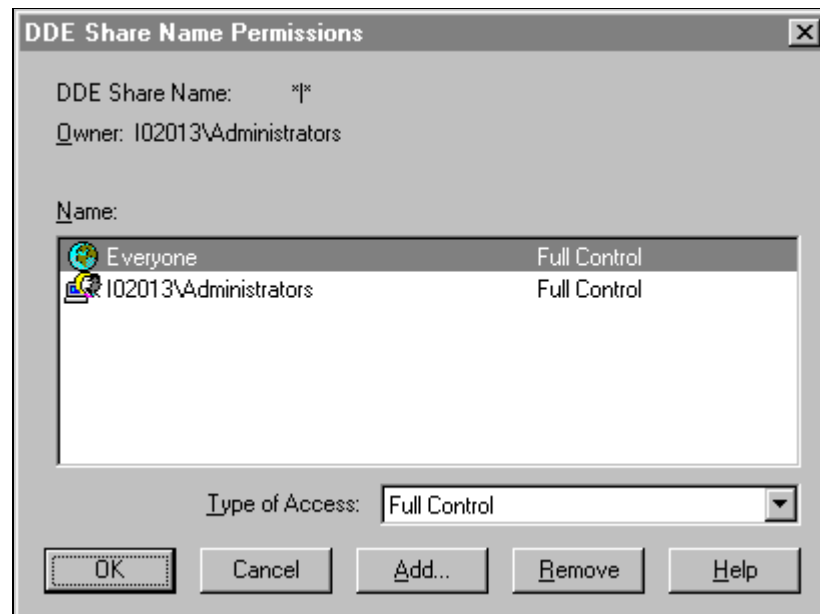 DDE Share Name Permissions
DDE Share Name: *|*
Owner: I02013\Administrators
Name:
Everyone Full Control
I02013\Administrators Full Control
Type of Access: Full Control
OK Cancel Add... Remove Help